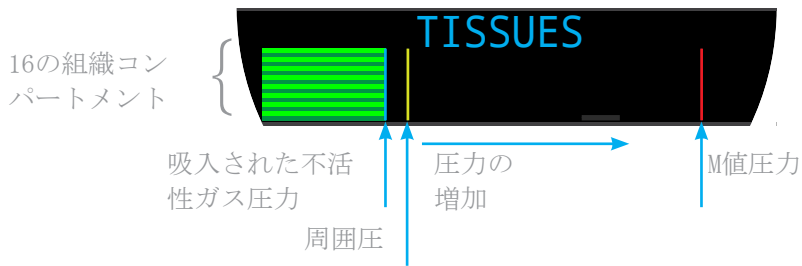 TISSUES
16の組織コン
パートメント
吸入された不活
性ガス圧力
圧力の
増加
M値圧力
周囲圧